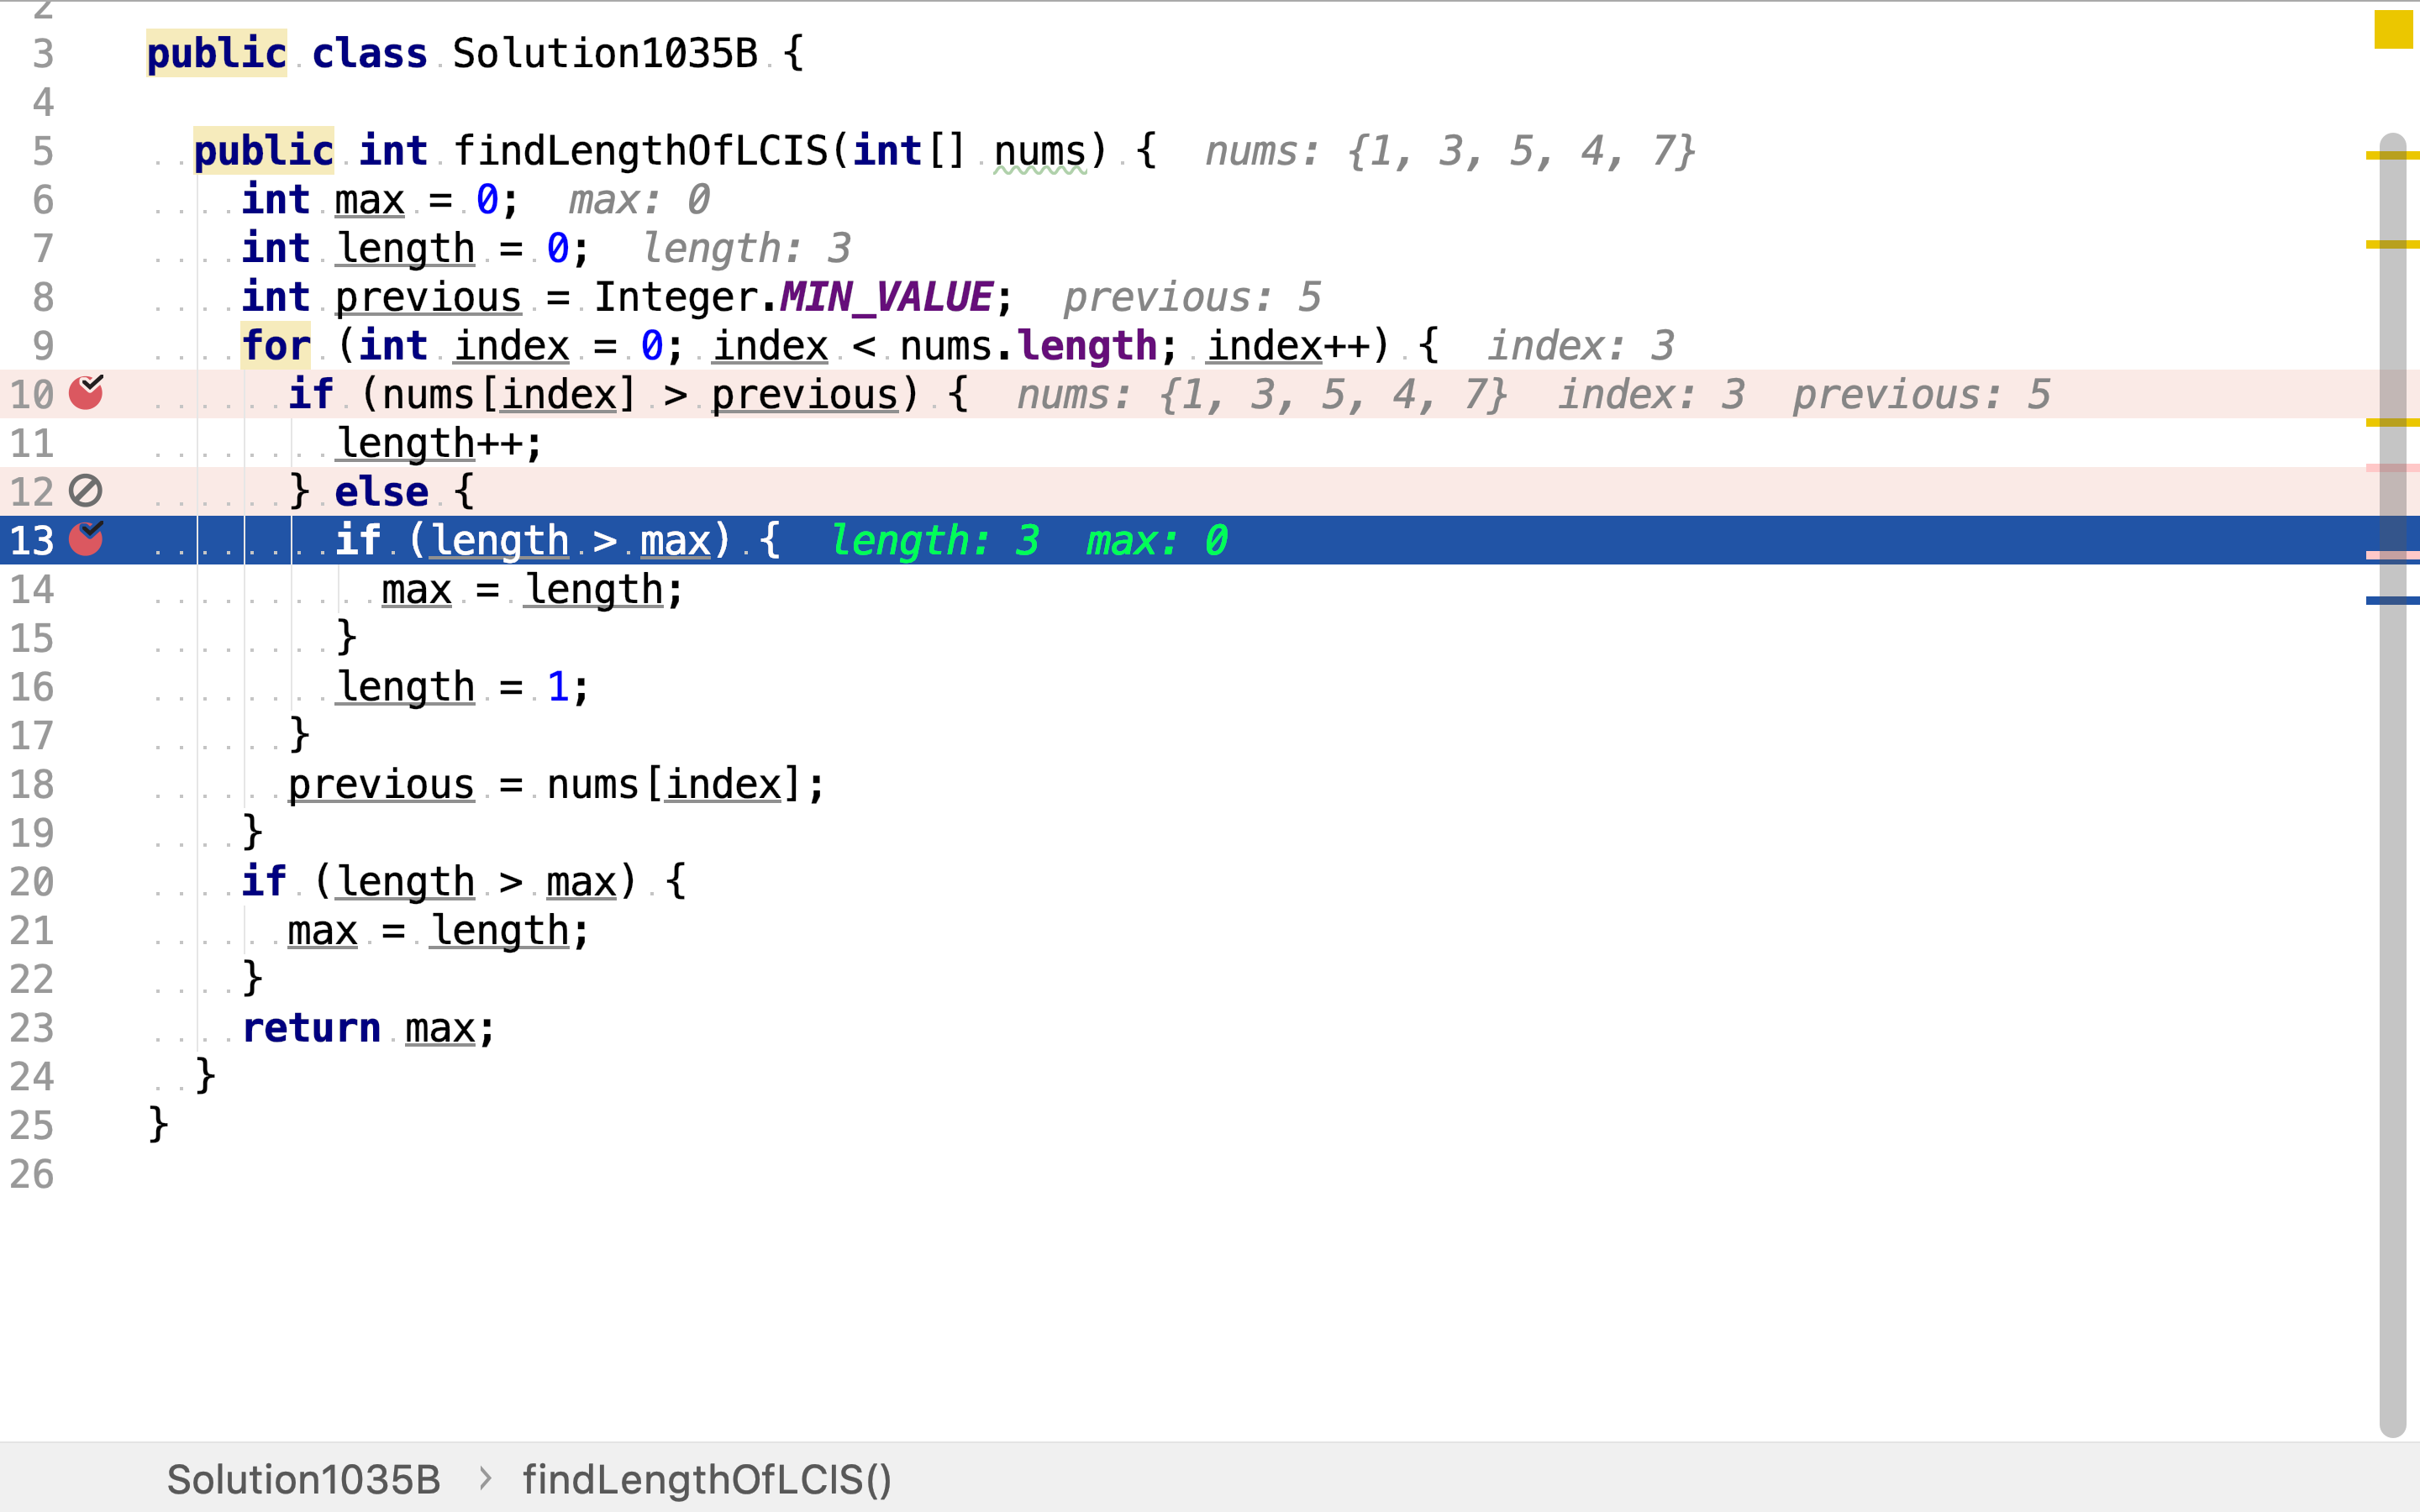 2
3 public class Solution1035B {
4
5 public int findLengthOfLCIS(int[] nums) { nums: {1, 3, 5, 4, 7}
6 int max = 0; max: 0
7 int length = 0; length: 3
8 int previous = Integer.MIN_VALUE; previous: 5
9 for (int index = 0; index < nums.length; index++) { index: 3
10 if (nums[index] > previous) { nums: {1, 3, 5, 4, 7} index: 3 previous: 5
11 length++;
12 } else {
13 if (length > max) { length: 3 max: 0
14 max = length;
15 }
16 length = 1;
17 }
18 previous = nums[index];
19 }
20 if (length > max) {
21 max = length;
22 }
23 return max;
24 }
25 }
26
Solution1035B > findLengthOfLCIS()